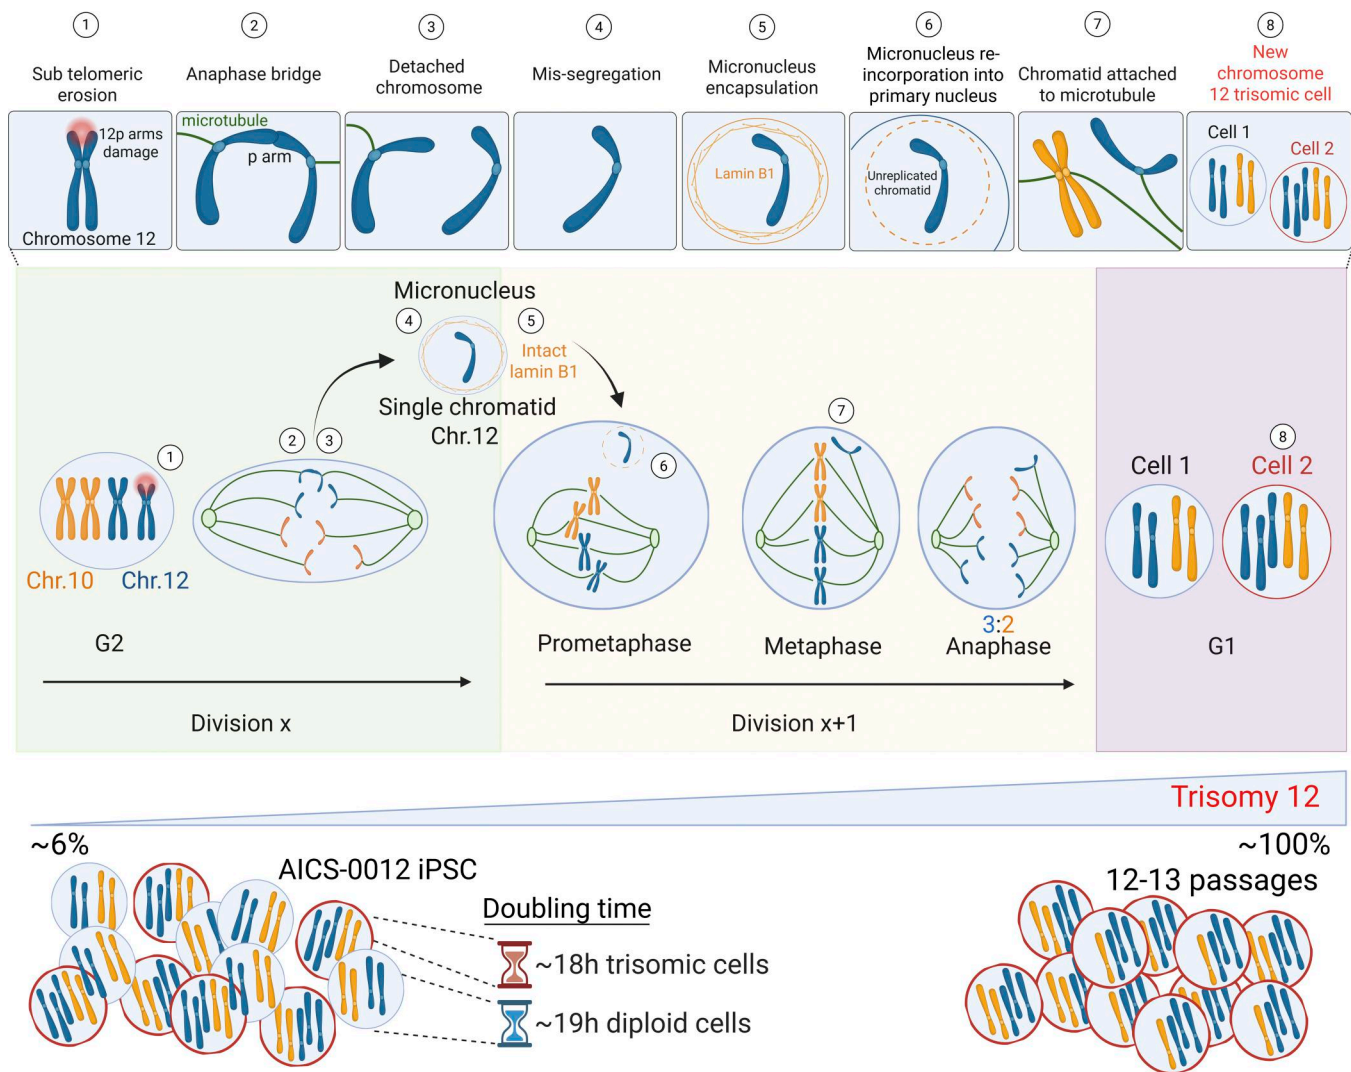 1
2
3
4
5
6
7
8
Sub telomeric
erosion
Anaphase bridge
Detached
chromosome
Mis-segregation
Micronucleus
encapsulation
Micronucleus re-
incorporation into
primary nucleus
Chromatid attached
to microtubule
New
chromosome
12 trisomic cell
12p arms
damage
Chromosome 12
microtubule
p arm
Lamin B1
Unreplicated
chromatid
Cell 1
Cell 2
Micronucleus
4
5
Intact
lamin B1
Single chromatid
Chr.12
1
2
3
6
7
8
Cell 1
Cell 2
Chr.10
Chr.12
3:2
G2
Prometaphase
Metaphase
Anaphase
G1
Division x
Division x+1
Trisomy 12
~6%
~100%
AICS-0012 iPSC
12-13 passages
Doubling time
~18h trisomic cells
~19h diploid cells